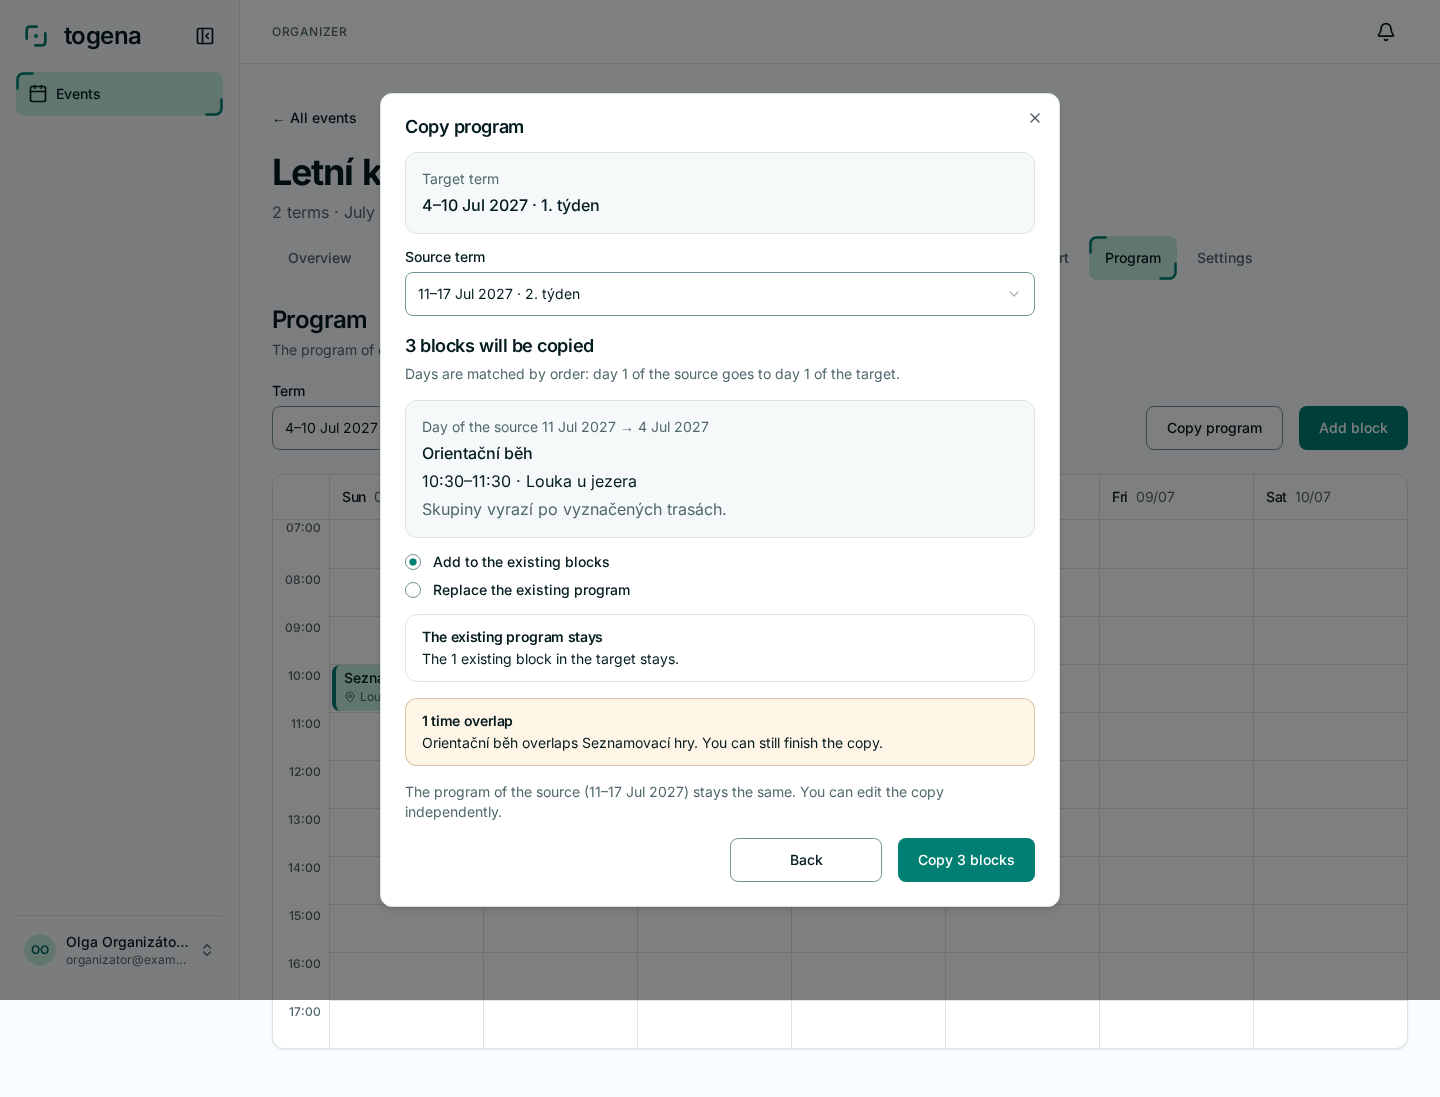 togena
ORGANIZER
Events
← All events
Letní k
2 terms · July
Overview
rt
Program
Settings
Program
The program of
Term
4–10 Jul 2027
Copy program
Add block
Sun
Fri 09/07
Sat 10/07
07:00
08:00
09:00
10:00
11:00
12:00
13:00
14:00
15:00
16:00
17:00
Sezna
Lou
Copy program
Target term
4–10 Jul 2027 · 1. týden
Source term
11–17 Jul 2027 · 2. týden
3 blocks will be copied
Days are matched by order: day 1 of the source goes to day 1 of the target.
Day of the source 11 Jul 2027 → 4 Jul 2027
Orientační běh
10:30–11:30 · Louka u jezera
Skupiny vyrazí po vyznačených trasách.
Add to the existing blocks
Replace the existing program
The existing program stays
The 1 existing block in the target stays.
1 time overlap
Orientační běh overlaps Seznamovací hry. You can still finish the copy.
The program of the source (11–17 Jul 2027) stays the same. You can edit the copy
independently.
Back
Copy 3 blocks
OO
Olga Organizáto...
organizator@exam...